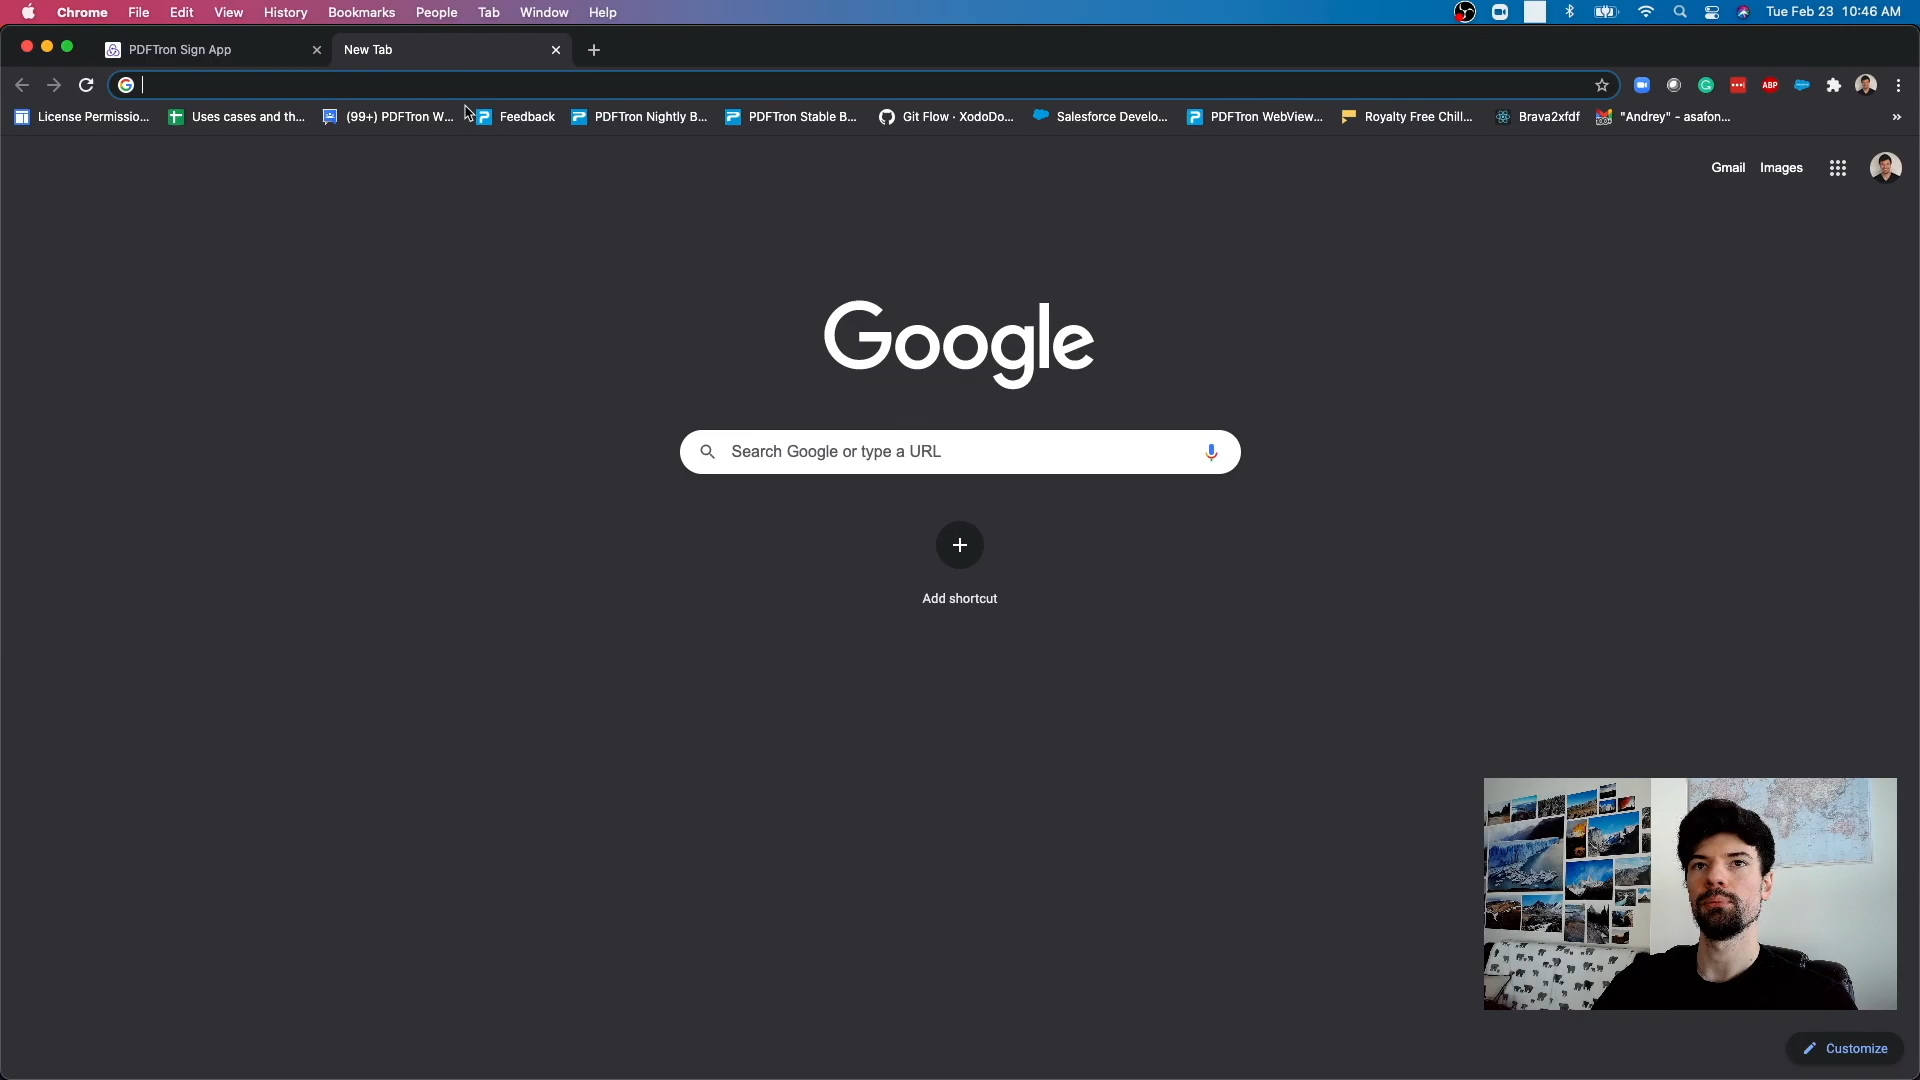 Chrome File Edit View History Bookmarks People Tab Window Help Tue Feb 23 10:46 AM
PDFTron Sign App New Tab
ABP
License Permissio... Uses cases and th... (99+) PDFTron W... Feedback PDFTron Nightly B... PDFTron Stable B... Git Flow · XodoDo... Salesforce Develo... PDFTron WebView... Royalty Free Chill... Brava2xfdf "Andrey" - asafon... »
Gmail Images
Google
Search Google or type a URL
Add shortcut
Customize